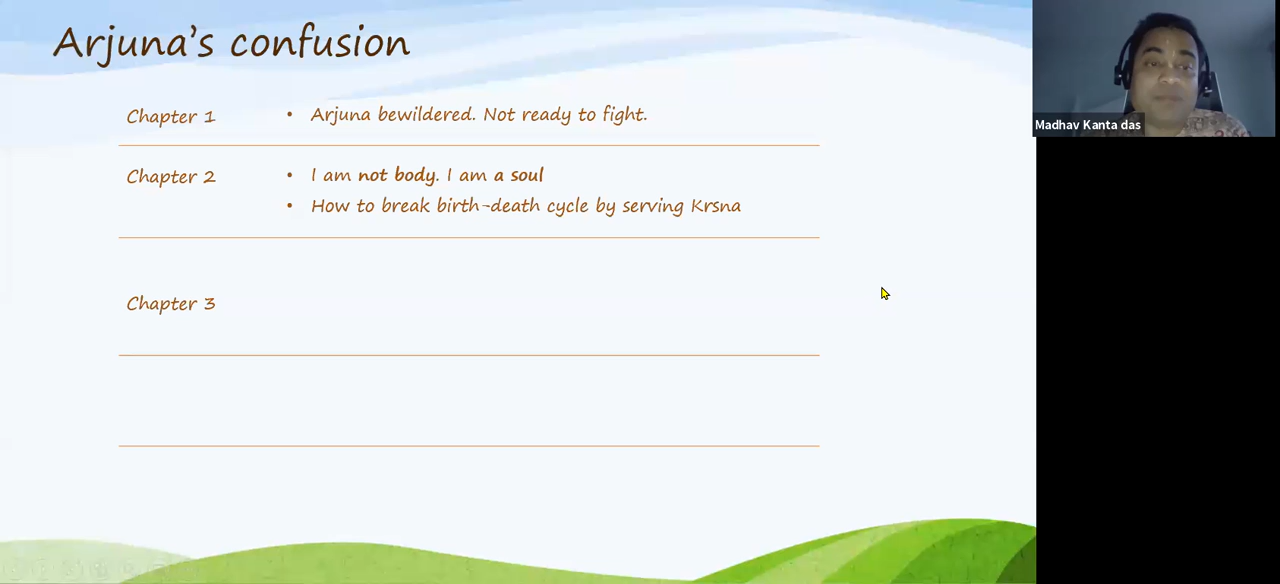 Arjuna's confusion
Chapter 1
• Arjuna bewildered. Not ready to fight.
Chapter 2
• I am not body. I am a soul
• How to break birth-death cycle by serving Krsna
Chapter 3
Madhav Kanta das